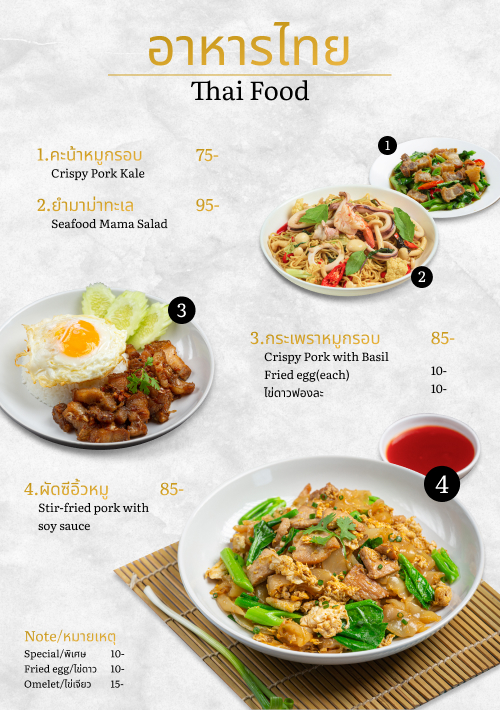 อาหารไทย
Thai Food
1
1.คะน้าหมูกรอบ 75-
Crispy Pork Kale
2.ยำมาม่าทะเล 95-
Seafood Mama Salad
2
3
3.กระเพราหมูกรอบ 85-
Crispy Pork with Basil
Fried egg(each) 10-
ไข่ดาวฟองละ 10-
4
4.ผัดซีอิ้วหมู 85-
Stir-fried pork with
soy sauce
Note/หมายเหตุ
Special/พิเศษ 10-
Fried egg/ไข่ดาว 10-
Omelet/ไข่เจียว 15-